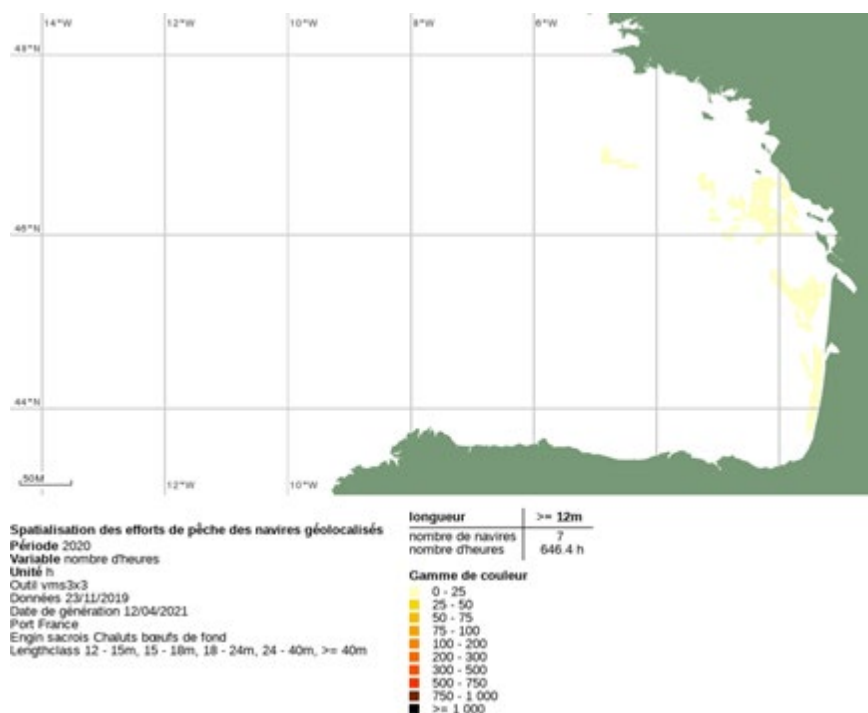 14°W 12°W 10°W 8°W 6°W
48°N
46°N
44°N
50M
12°W 10°W
Spatialisation des efforts de pêche des navires géolocalisés
Période 2020
Variable nombre d'heures
Unité h
Outil vms3x3
Données 23/11/2019
Date de génération 12/04/2021
Port France
Engin sacrois Chaluts bœufs de fond
Lengthclass 12 - 15m, 15 - 18m, 18 - 24m, 24 - 40m, >= 40m
longueur >= 12m
nombre de navires 7
nombre d'heures 646.4 h
Gamme de couleur
0 - 25
25 - 50
50 - 75
75 - 100
100 - 200
200 - 300
300 - 500
500 - 750
750 - 1 000
>= 1 000